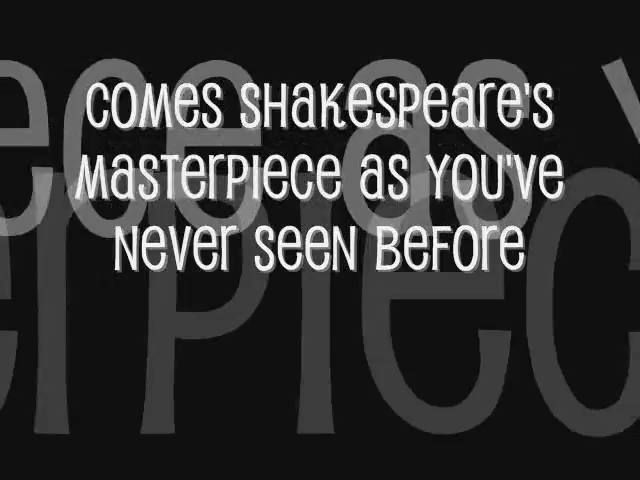 COMES SHAKESPEARE'S
MASTERPIECE AS YOU'VE
NEVER SEEN BEFORE